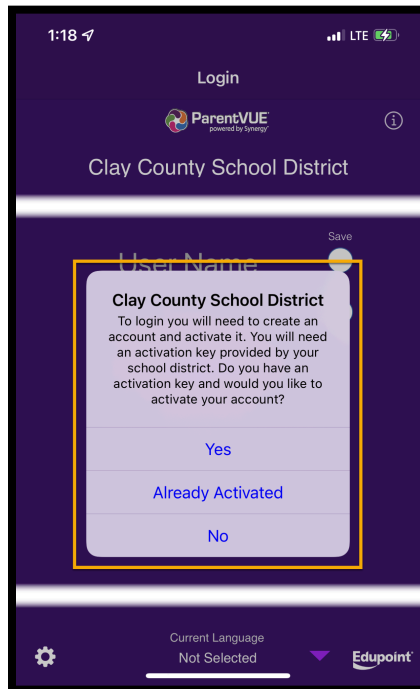 1:18
LTE
Login
ParentVUE
powered by Synergy
Clay County School District
Save
User Name
Clay County School District
To login you will need to create an
account and activate it. You will need
an activation key provided by your
school district. Do you have an
activation key and would you like to
activate your account?
Yes
Already Activated
No
Current Language
Not Selected
Edupoint